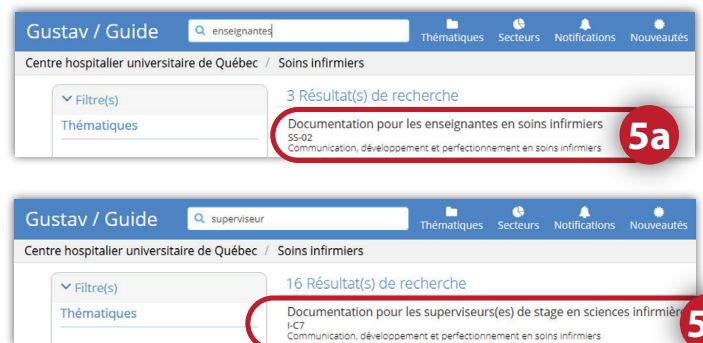 Gustav / Guide enseignantes Thématiques Secteurs Notifications Nouveautés
Centre hospitalier universitaire de Québec / Soins infirmiers
Filtre(s) 3 Résultat(s) de recherche
Thématiques Documentation pour les enseignantes en soins infirmiers
SS-02
Communication, développement et perfectionnement en soins infirmiers
5a
Gustav / Guide superviseur Thématiques Secteurs Notifications Nouveautés
Centre hospitalier universitaire de Québec / Soins infirmiers
Filtre(s) 16 Résultat(s) de recherche
Thématiques Documentation pour les superviseurs(es) de stage en sciences infirmièr
I-C7
Communication, développement et perfectionnement en soins infirmiers
5